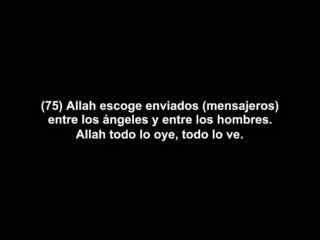 (75) Allah escoge enviados (mensajeros)
entre los ángeles y entre los hombres.
Allah todo lo oye, todo lo ve.